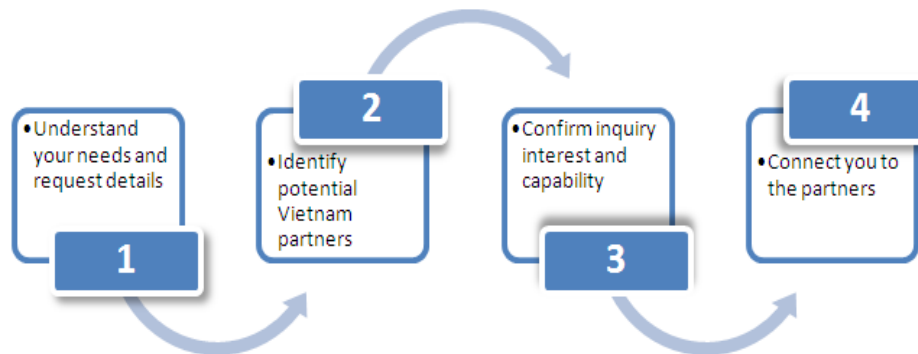 1
•Understand
your needs and
request details
2
•Identify
potential
Vietnam
partners
3
•Confirm inquiry
interest and
capability
4
•Connect you to
the partners